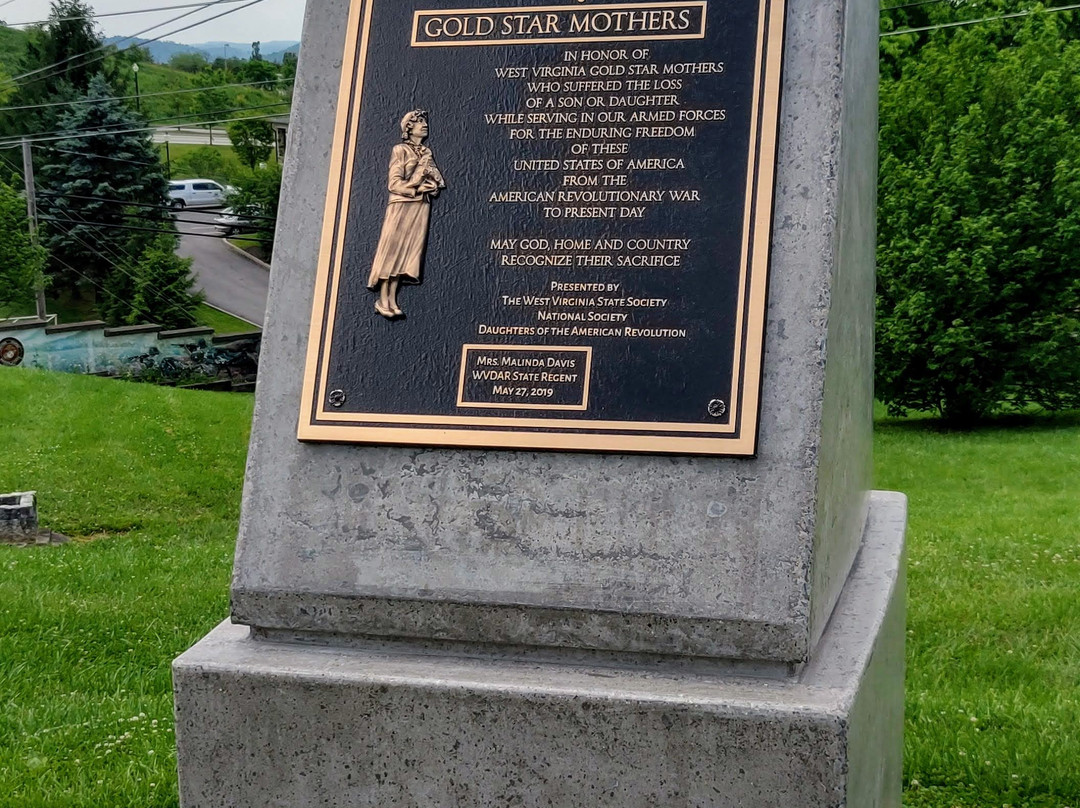 GOLD STAR MOTHERS
IN HONOR OF
WEST VIRGINIA GOLD STAR MOTHERS
WHO SUFFERED THE LOSS
OF A SON OR DAUGHTER
WHILE SERVING IN OUR ARMED FORCES
FOR THE ENDURING FREEDOM
OF THESE
UNITED STATES OF AMERICA
FROM THE
AMERICAN REVOLUTIONARY WAR
TO PRESENT DAY
MAY GOD, HOME AND COUNTRY
RECOGNIZE THEIR SACRIFICE
PRESENTED BY
THE WEST VIRGINIA STATE SOCIETY
NATIONAL SOCIETY
DAUGHTERS OF THE AMERICAN REVOLUTION
MRS. MALINDA DAVIS
WVDAR STATE REGENT
MAY 27, 2019